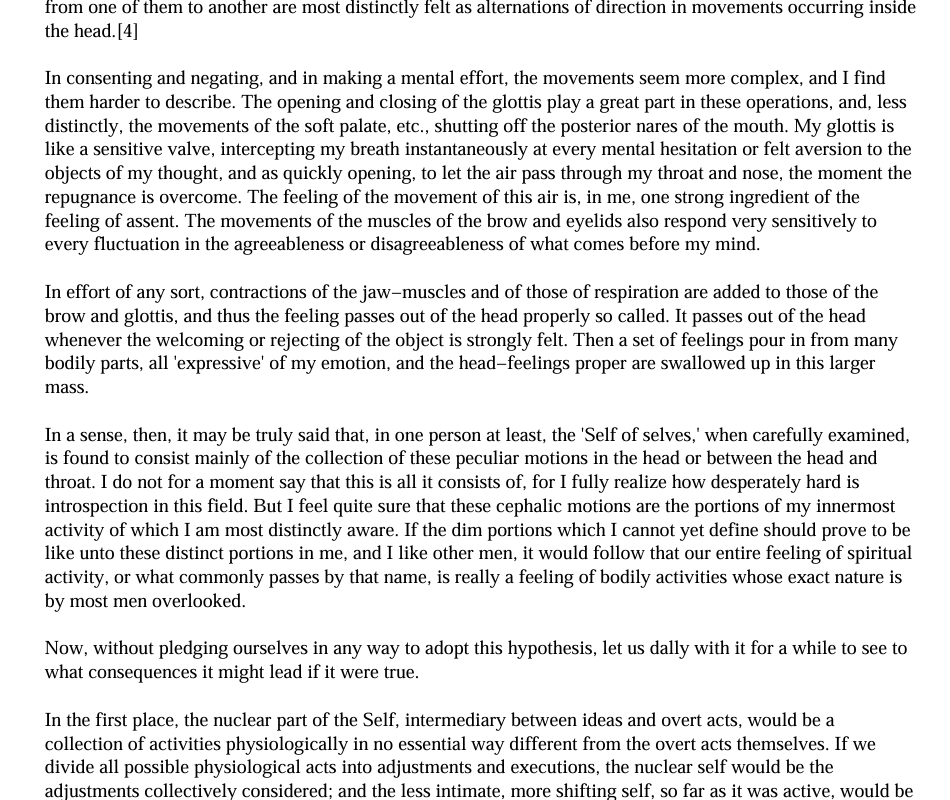 from one of them to another are most distinctly felt as alternations of direction in movements occurring inside
the head.[4]
In consenting and negating, and in making a mental effort, the movements seem more complex, and I find
them harder to describe. The opening and closing of the glottis play a great part in these operations, and, less
distinctly, the movements of the soft palate, etc., shutting off the posterior nares of the mouth. My glottis is
like a sensitive valve, intercepting my breath instantaneously at every mental hesitation or felt aversion to the
objects of my thought, and as quickly opening, to let the air pass through my throat and nose, the moment the
repugnance is overcome. The feeling of the movement of this air is, in me, one strong ingredient of the
feeling of assent. The movements of the muscles of the brow and eyelids also respond very sensitively to
every fluctuation in the agreeableness or disagreeableness of what comes before my mind.
In effort of any sort, contractions of the jaw−muscles and of those of respiration are added to those of the
brow and glottis, and thus the feeling passes out of the head properly so called. It passes out of the head
whenever the welcoming or rejecting of the object is strongly felt. Then a set of feelings pour in from many
bodily parts, all 'expressive' of my emotion, and the head−feelings proper are swallowed up in this larger
mass.
In a sense, then, it may be truly said that, in one person at least, the 'Self of selves,' when carefully examined,
is found to consist mainly of the collection of these peculiar motions in the head or between the head and
throat. I do not for a moment say that this is all it consists of, for I fully realize how desperately hard is
introspection in this field. But I feel quite sure that these cephalic motions are the portions of my innermost
activity of which I am most distinctly aware. If the dim portions which I cannot yet define should prove to be
like unto these distinct portions in me, and I like other men, it would follow that our entire feeling of spiritual
activity, or what commonly passes by that name, is really a feeling of bodily activities whose exact nature is
by most men overlooked.
Now, without pledging ourselves in any way to adopt this hypothesis, let us dally with it for a while to see to
what consequences it might lead if it were true.
In the first place, the nuclear part of the Self, intermediary between ideas and overt acts, would be a
collection of activities physiologically in no essential way different from the overt acts themselves. If we
divide all possible physiological acts into adjustments and executions, the nuclear self would be the
adjustments collectively considered; and the less intimate, more shifting self, so far as it was active, would be